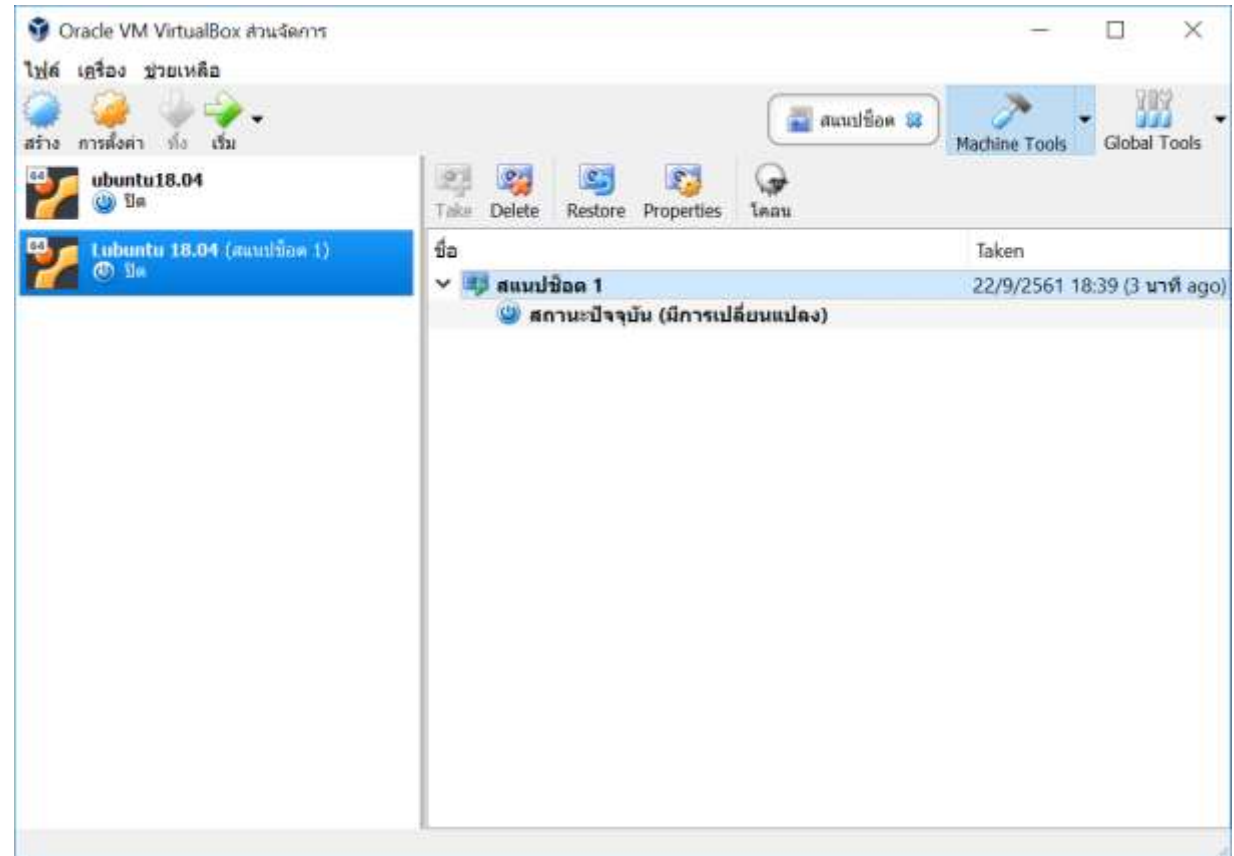 Oracle VM VirtualBox ส่วนจัดการ
ไฟล์ เครื่อง ช่วยเหลือ
สร้าง การตั้งค่า ทิ้ง เริ่ม
สแนปช็อต
Machine Tools
Global Tools
64
ubuntu18.04
ปิด
64
Lubuntu 18.04 (สแนปช็อต 1)
ปิด
Take Delete Restore Properties โคลน
ชื่อ Taken
สแนปช็อต 1 22/9/2561 18:39 (3 นาที ago)
สถานะปัจจุบัน (มีการเปลี่ยนแปลง)